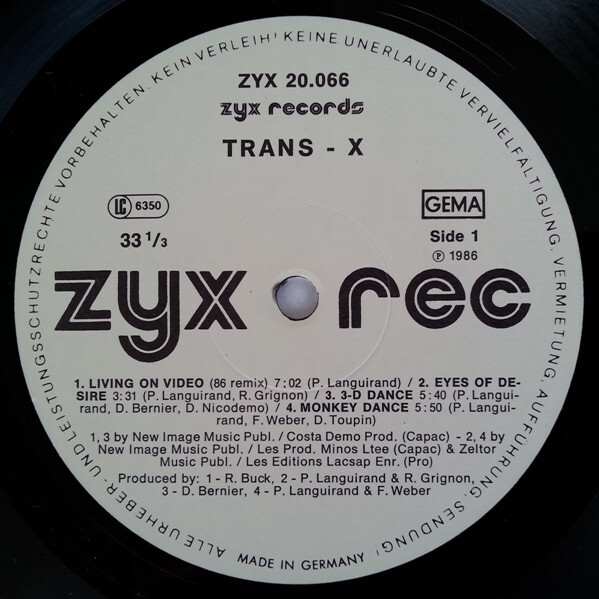 ALLE URHEBER- UND LEISTUNGSSCHUTZRECHTE VORBEHALTEN. KEIN VERLEIH! KEINE UNERLAUBTE VERVIELFÄLTIGUNG, VERMIETUNG, AUFFÜHRUNG, SENDUNG!
ZYX 20.066
zyx records
TRANS - X
LC 6350
GEMA
33 1/3
Side 1
Ⓟ 1986
zyx rec
1. LIVING ON VIDEO (86 remix) 7:02 (P. Languirand) / 2. EYES OF DE-
SIRE 3:31 (P. Languirand, R. Grignon) / 3. 3-D DANCE 5:40 (P. Langui-
rand, D. Bernier, D. Nicodemo) / 4. MONKEY DANCE 5:50 (P. Langui-
rand, F. Weber, D. Toupin)
1, 3 by New Image Music Publ. / Costa Demo Prod. (Capac) - 2, 4 by
New Image Music Publ. / Les Prod. Minos Ltee (Capac) & Zeltor
Music Publ. / Les Editions Lacsap Enr. (Pro)
Produced by: 1 - R. Buck, 2 - P. Languirand & R. Grignon,
3 - D. Bernier, 4 - P. Languirand & F. Weber
MADE IN GERMANY